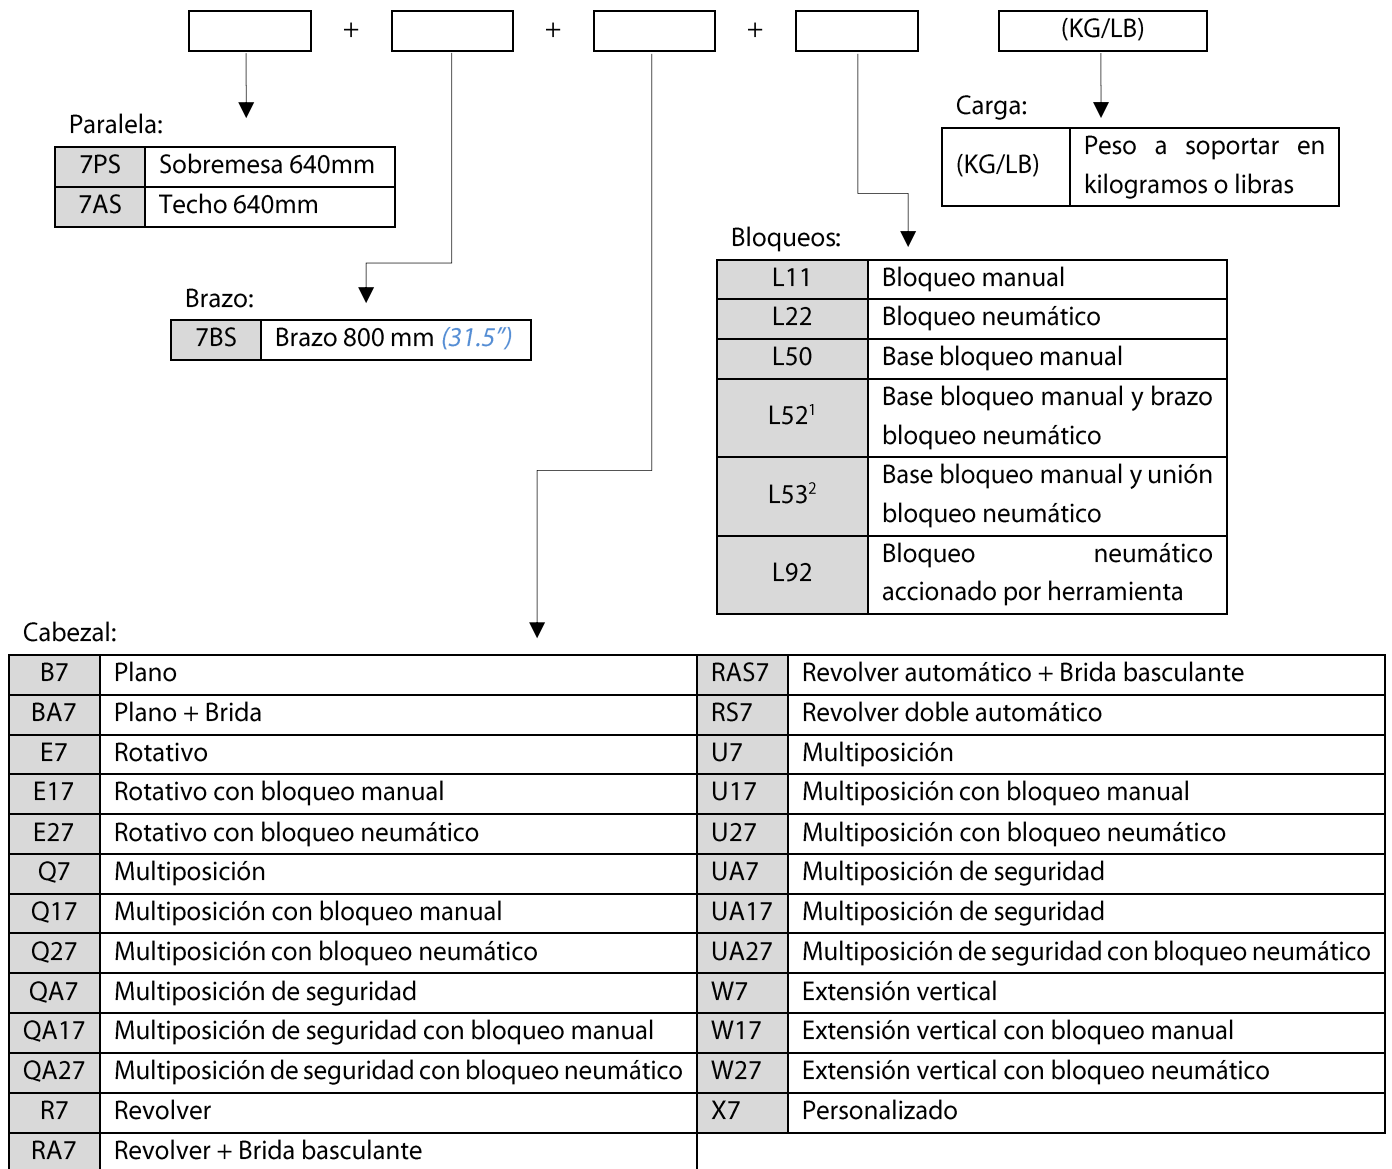 + + + (KG/LB)
Paralela:
7PS Sobremesa 640mm
7AS Techo 640mm
Carga:
(KG/LB) Peso a soportar en
kilogramos o libras
Brazo:
7BS Brazo 800 mm (31.5”)
Bloqueos:
L11 Bloqueo manual
L22 Bloqueo neumático
L50 Base bloqueo manual
L52¹ Base bloqueo manual y brazo
bloqueo neumático
L53² Base bloqueo manual y unión
bloqueo neumático
L92 Bloqueo neumático
accionado por herramienta
Cabezal:
B7 Plano RAS7 Revolver automático + Brida basculante
BA7 Plano + Brida RS7 Revolver doble automático
E7 Rotativo U7 Multiposición
E17 Rotativo con bloqueo manual U17 Multiposición con bloqueo manual
E27 Rotativo con bloqueo neumático U27 Multiposición con bloqueo neumático
Q7 Multiposición UA7 Multiposición de seguridad
Q17 Multiposición con bloqueo manual UA17 Multiposición de seguridad
Q27 Multiposición con bloqueo neumático UA27 Multiposición de seguridad con bloqueo neumático
QA7 Multiposición de seguridad W7 Extensión vertical
QA17 Multiposición de seguridad con bloqueo manual W17 Extensión vertical con bloqueo manual
QA27 Multiposición de seguridad con bloqueo neumático W27 Extensión vertical con bloqueo neumático
R7 Revolver X7 Personalizado
RA7 Revolver + Brida basculante